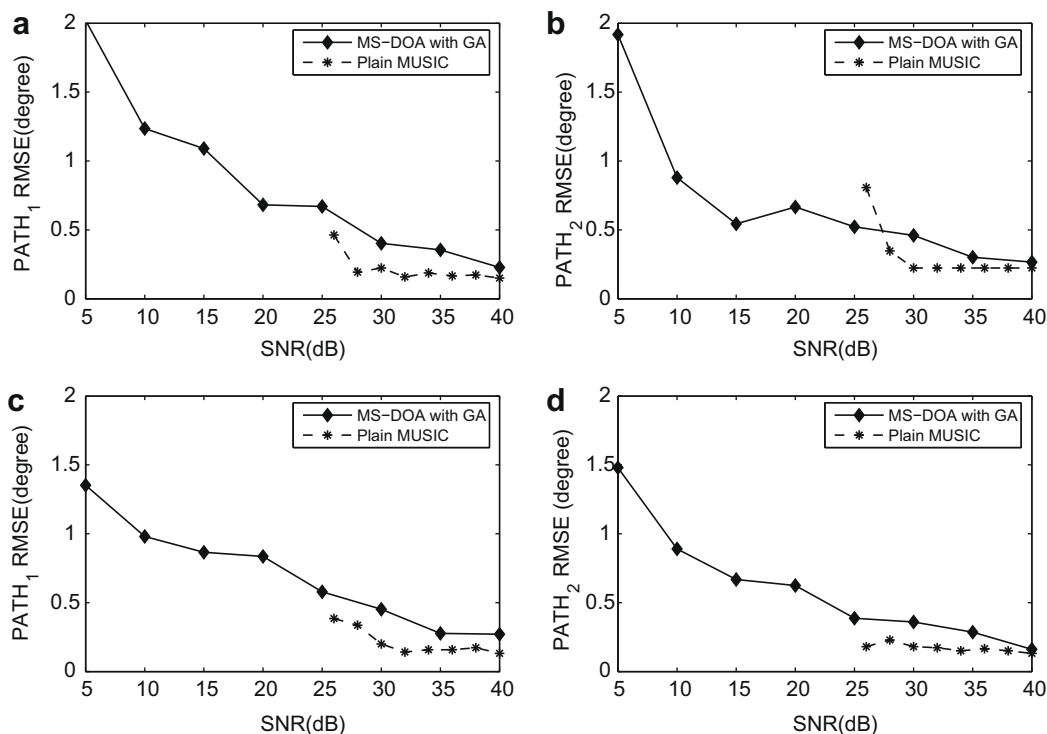 a
2
1.5
1
0.5
0
PATH1 RMSE(degree)
MS-DOA with GA
Plain MUSIC
5 10 15 20 25 30 35 40
SNR(dB)
b
2
1.5
1
0.5
0
PATH2 RMSE(degree)
MS-DOA with GA
Plain MUSIC
5 10 15 20 25 30 35 40
SNR(dB)
c
2
1.5
1
0.5
0
PATH1 RMSE(degree)
MS-DOA with GA
Plain MUSIC
5 10 15 20 25 30 35 40
SNR(dB)
d
2
1.5
1
0.5
0
PATH2 RMSE (degree)
MS-DOA with GA
Plain MUSIC
5 10 15 20 25 30 35 40
SNR(dB)